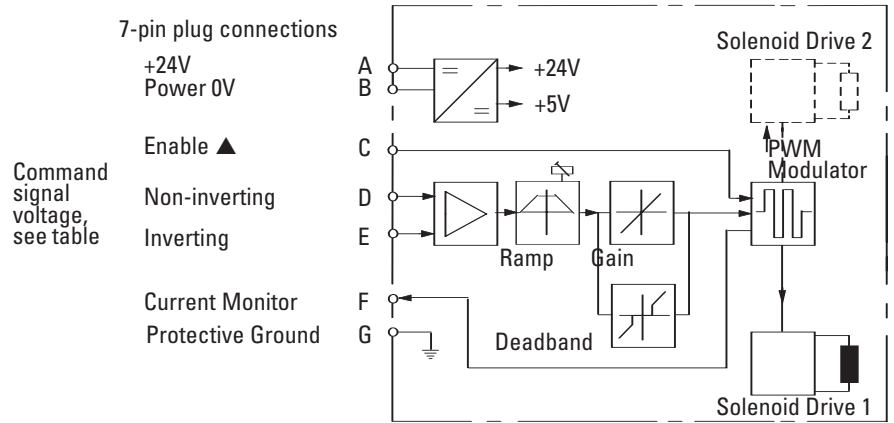 7-pin plug connections
+24V
Power 0V
A
B
+24V
+5V
Solenoid Drive 2
Enable ▲
C
PWM
Modulator
Command
signal
voltage,
see table
Non-inverting
D
Inverting
E
Ramp
Gain
Current Monitor
F
Protective Ground
G
Deadband
Solenoid Drive 1